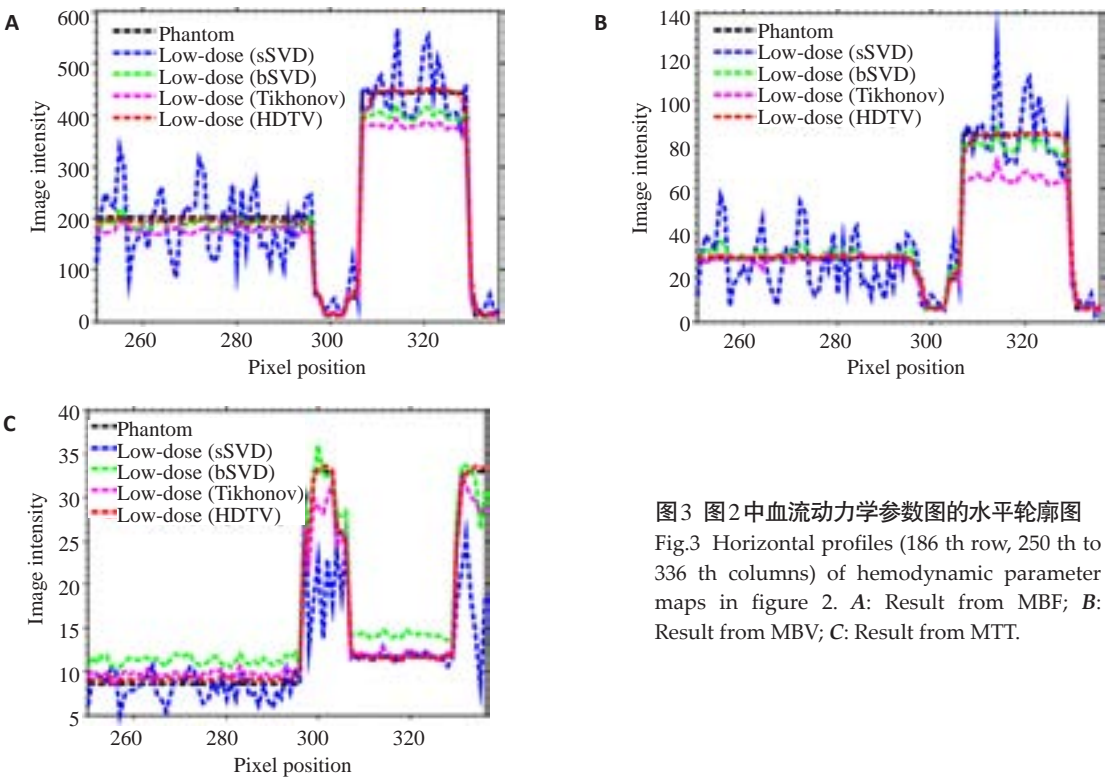 A
600
500
400
300
200
100
0
Image intensity
Phantom
Low-dose (sSVD)
Low-dose (bSVD)
Low-dose (Tikhonov)
Low-dose (HDTV)
260 280 300 320
Pixel position
B
140
120
100
80
60
40
20
0
Image intensity
Phantom
Low-dose (sSVD)
Low-dose (bSVD)
Low-dose (Tikhonov)
Low-dose (HDTV)
260 280 300 320
Pixel position
C
40
35
30
25
20
15
10
5
Image intensity
Phantom
Low-dose (sSVD)
Low-dose (bSVD)
Low-dose (Tikhonov)
Low-dose (HDTV)
260 280 300 320
Pixel position
图3 图2中血流动力学参数图的水平轮廓图
Fig.3 Horizontal profiles (186 th row, 250 th to
336 th columns) of hemodynamic parameter
maps in figure 2. A: Result from MBF; B:
Result from MBV; C: Result from MTT.